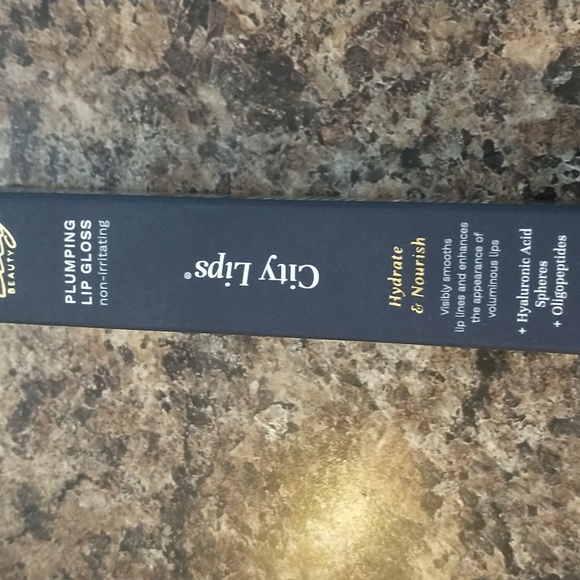 BEAUTY
PLUMPING
LIP GLOSS
non-irritating
City Lips®
Hydrate
& Nourish
Visibly smooths
lip lines and enhances
the appearance of
voluminous lips
+ Hyaluronic Acid
Spheres
+ Oligopeptides